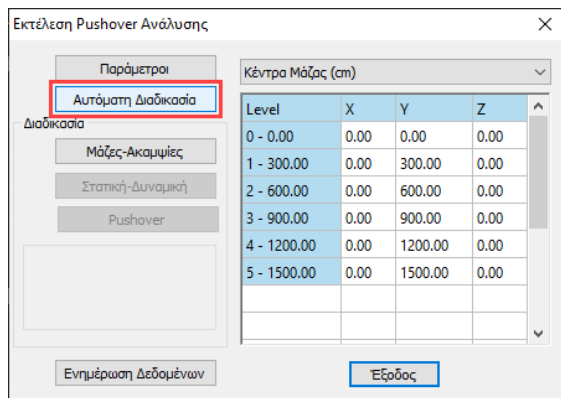 Εκτέλεση Pushover Ανάλυσης
Παράμετροι
Αυτόματη Διαδικασία
Διαδικασία
Μάζες-Ακαμψίες
Στατική-Δυναμική
Pushover
Ενημέρωση Δεδομένων
Κέντρα Μάζας (cm)
Level X Y Z
0 - 0.00 0.00 0.00 0.00
1 - 300.00 0.00 300.00 0.00
2 - 600.00 0.00 600.00 0.00
3 - 900.00 0.00 900.00 0.00
4 - 1200.00 0.00 1200.00 0.00
5 - 1500.00 0.00 1500.00 0.00
Έξοδος